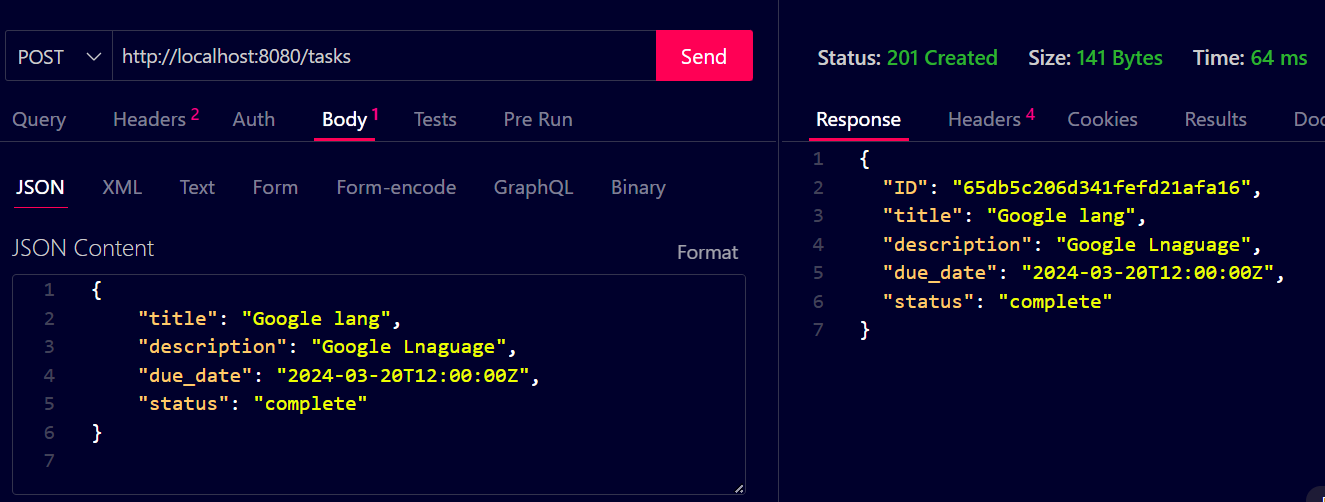 POST http://localhost:8080/tasks Send
Query Headers 2 Auth Body 1 Tests Pre Run
JSON XML Text Form Form-encode GraphQL Binary
JSON Content Format
1 {
2 "title": "Google lang",
3 "description": "Google Lnaguage",
4 "due_date": "2024-03-20T12:00:00Z",
5 "status": "complete"
6 }
7
Status: 201 Created Size: 141 Bytes Time: 64 ms
Response Headers 4 Cookies Results Doc
1 {
2 "ID": "65db5c206d341fefd21afa16",
3 "title": "Google lang",
4 "description": "Google Lnaguage",
5 "due_date": "2024-03-20T12:00:00Z",
6 "status": "complete"
7 }